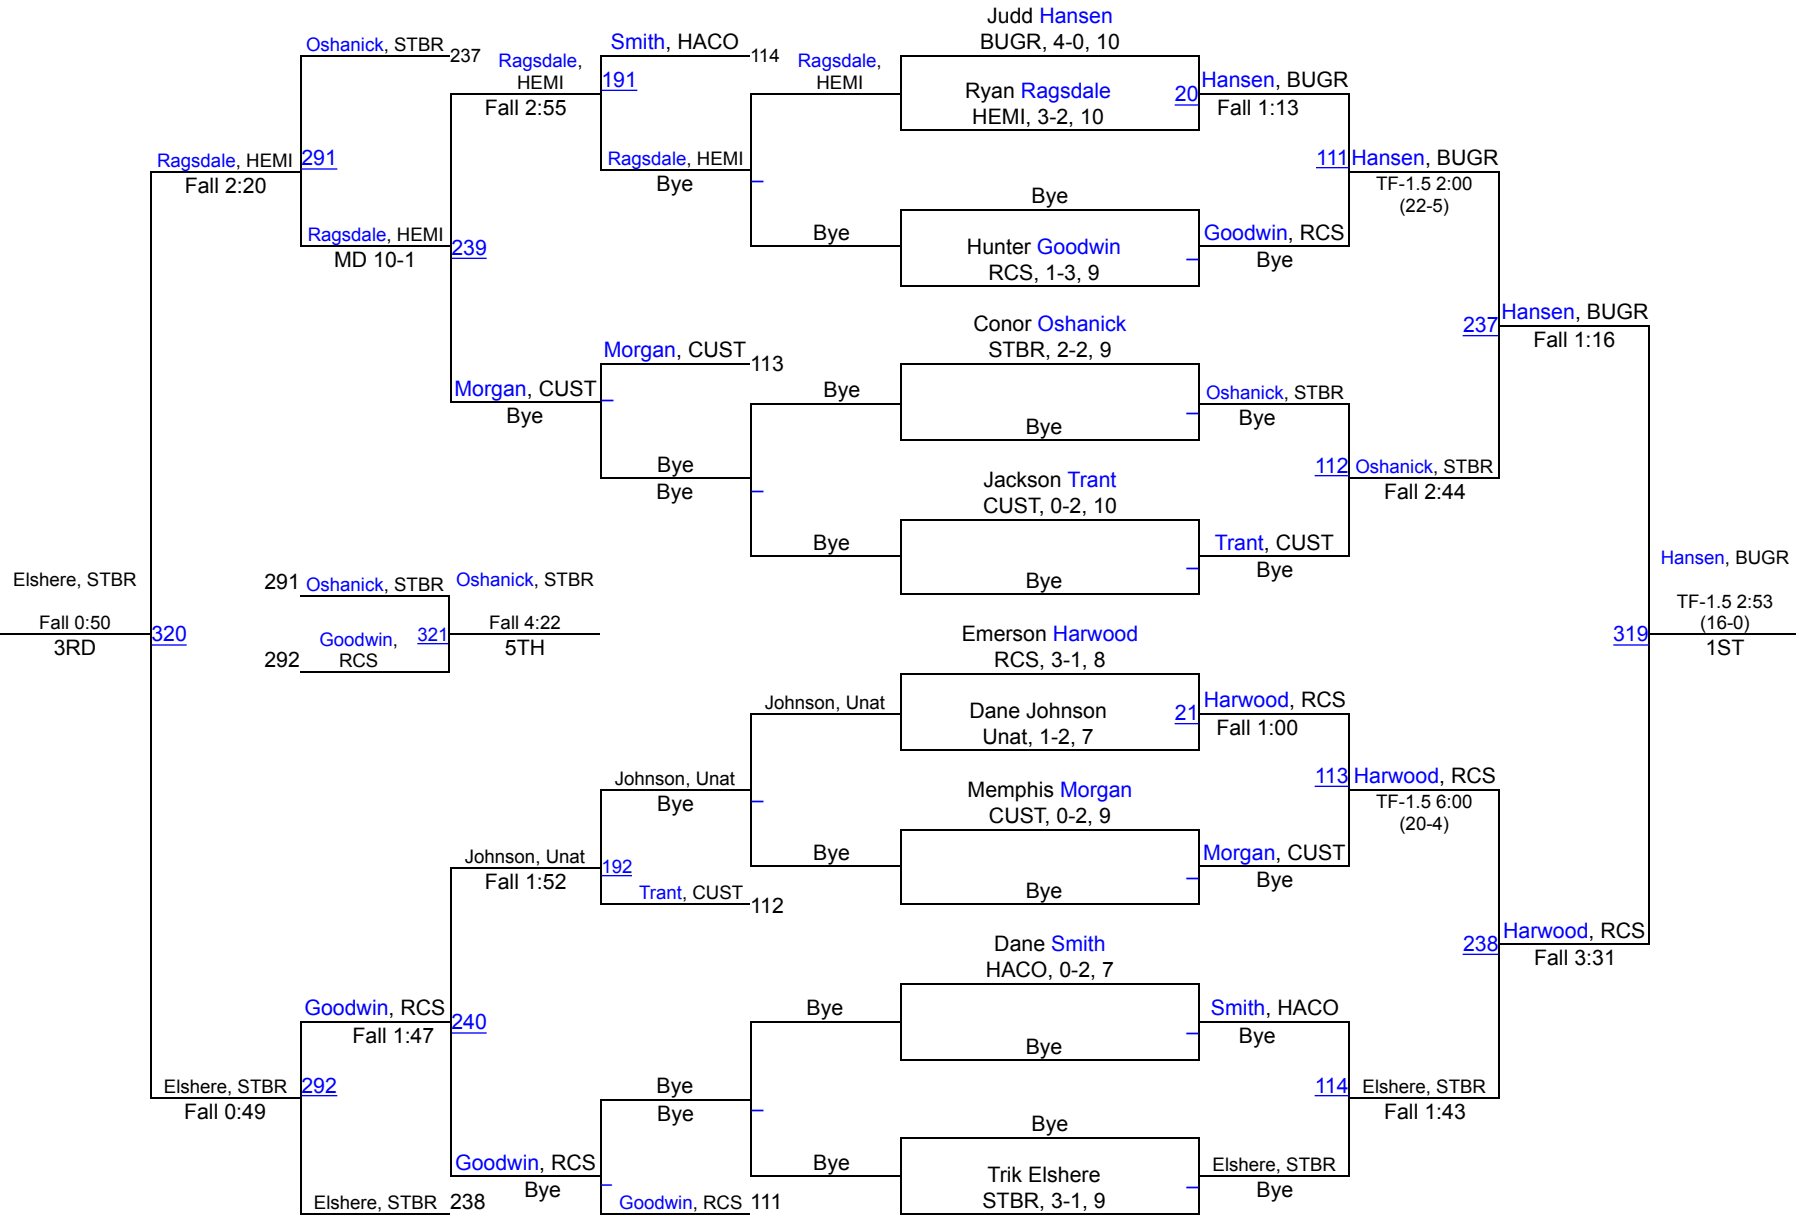 Judd Hansen
BUGR, 4-0, 10
Oshanick, STBR
237
Smith, HACO
114
Ragsdale,
HEMI
Fall 2:55
191
Ragsdale,
HEMI
Ryan Ragsdale
HEMI, 3-2, 10
20
Hansen, BUGR
Fall 1:13
Ragsdale, HEMI
Fall 2:20
291
Ragsdale, HEMI
Bye
111
Hansen, BUGR
TF-1.5 2:00
(22-5)
Bye
Ragsdale, HEMI
MD 10-1
239
Bye
Hunter Goodwin
RCS, 1-3, 9
Goodwin, RCS
Bye
Conor Oshanick
STBR, 2-2, 9
237
Hansen, BUGR
Fall 1:16
Morgan, CUST
113
Morgan, CUST
Bye
Bye
Bye
Oshanick, STBR
Bye
Bye
Bye
Jackson Trant
CUST, 0-2, 10
112
Oshanick, STBR
Fall 2:44
Bye
Bye
Trant, CUST
Bye
Elshere, STBR
Fall 0:50
3RD
320
291
Oshanick, STBR
Oshanick, STBR
292
Goodwin,
RCS
321
Fall 4:22
5TH
Hansen, BUGR
TF-1.5 2:53
(16-0)
1ST
319
Emerson Harwood
RCS, 3-1, 8
Johnson, Unat
Dane Johnson
Unat, 1-2, 7
21
Harwood, RCS
Fall 1:00
Johnson, Unat
Bye
Memphis Morgan
CUST, 0-2, 9
113
Harwood, RCS
TF-1.5 6:00
(20-4)
Johnson, Unat
Fall 1:52
192
Bye
Bye
Morgan, CUST
Bye
Trant, CUST
112
Dane Smith
HACO, 0-2, 7
238
Harwood, RCS
Fall 3:31
Goodwin, RCS
Fall 1:47
240
Bye
Bye
Smith, HACO
Bye
Elshere, STBR
Fall 0:49
292
Bye
Bye
114
Elshere, STBR
Fall 1:43
Bye
Goodwin, RCS
Bye
Bye
Trik Elshere
STBR, 3-1, 9
Elshere, STBR
Bye
Elshere, STBR
238
Goodwin, RCS
111